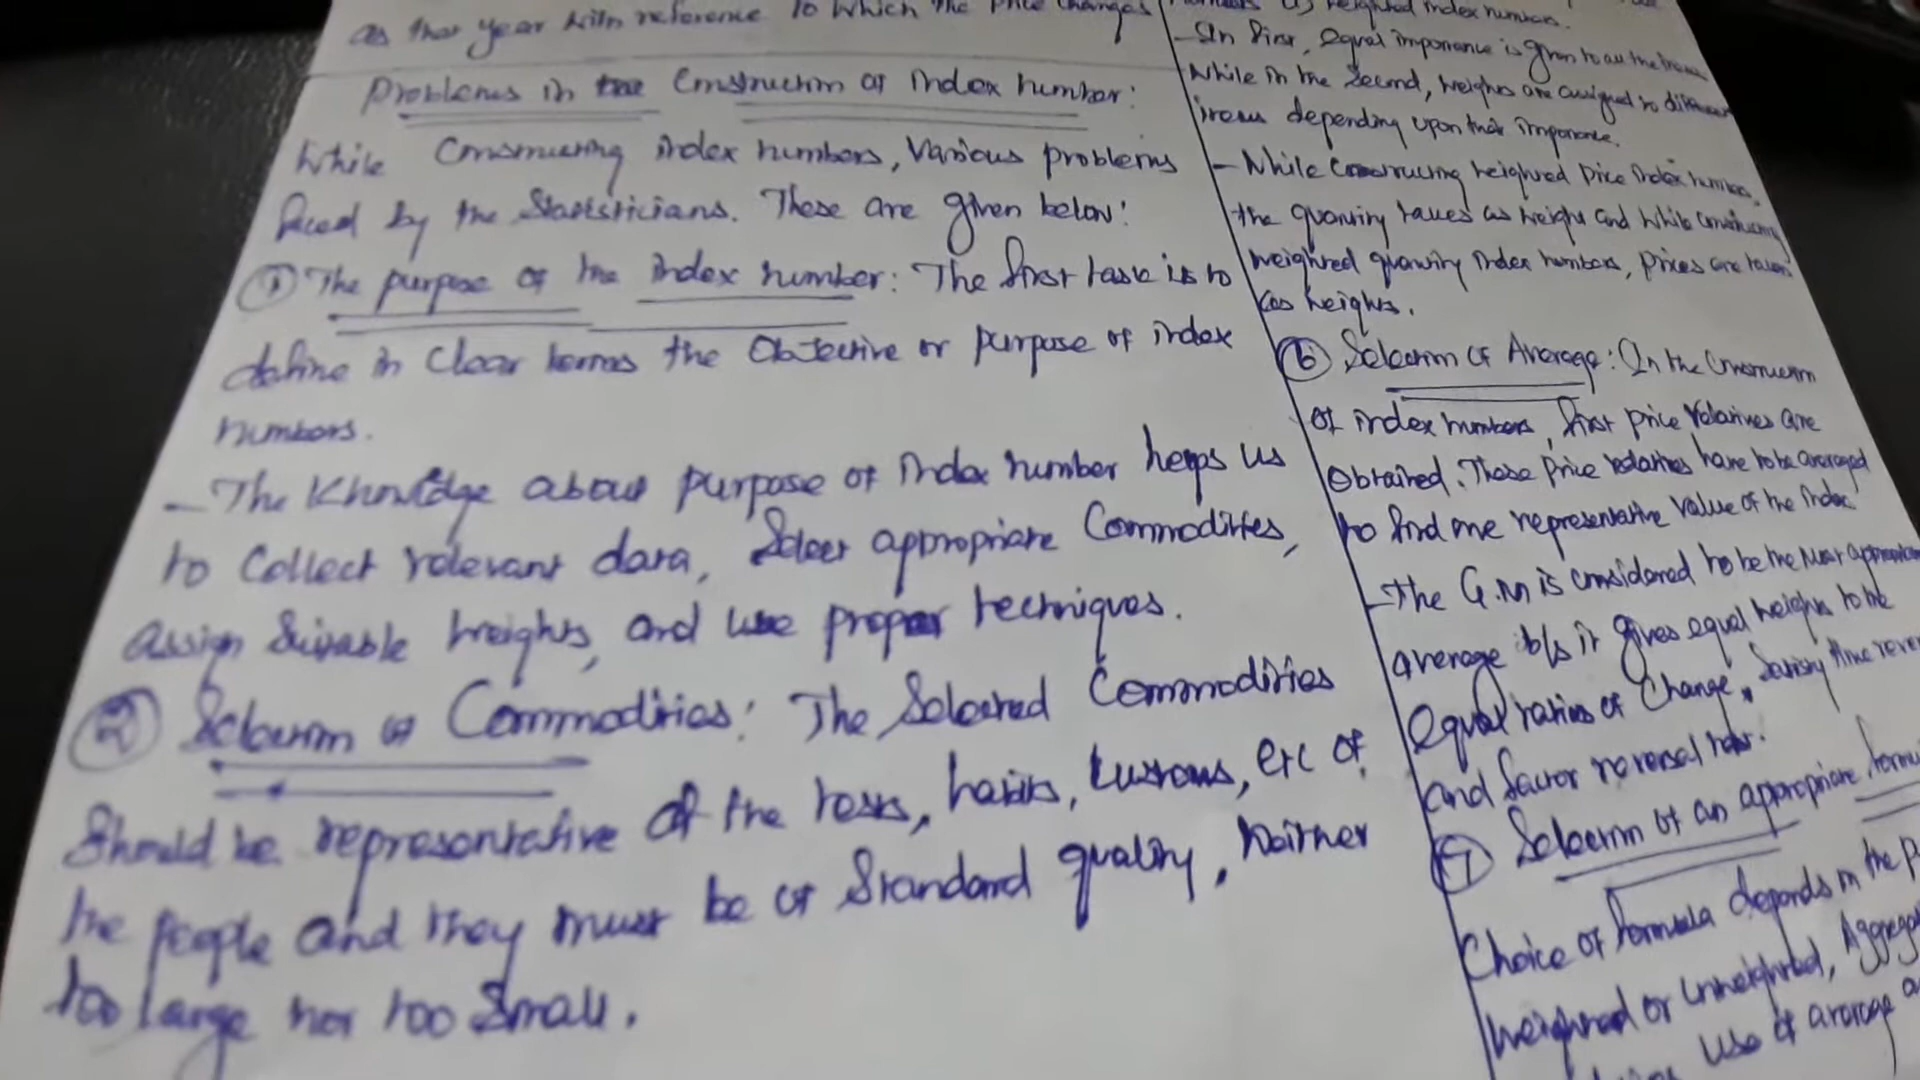 as that year with reference to which the price changes
Problems in the Construction of index number:
While Constructing index numbers, Various problems
faced by the Statisticians. These are given below:
① The purpose of the index number: The first task is to
define in Clear terms the Objective or purpose of index
numbers.
- The Knowledge about purpose of index number helps us
to Collect relevant data, Select appropriate Commodities,
assign Suitable weights, and use proper techniques.
② Selection of Commodities: The Selected Commodities
Should be representative of the tests, habits, customs, etc of
the people and they must be of Standard quality, Neither
too large nor too Small.
weighted index numbers.
- In first, equal importance is given to all the items
While in the Second, weights are assigned to different
items depending upon their importance.
- While Constructing weighted Price index number,
the quantity taken as weight and While constructing
weighted quantity index numbers, prices are taken
as weights.
⑥ Selection of Average: In the Construction
of index numbers, first price relatives are
Obtained. These Price relatives have to be averaged
to find one representative value of the index
- The G.M is considered to be the
average b/s it gives equal weights to the
equal ratios of Change, Satisfy time
and factor reversal test.
⑦ Selection of an appropriate
Choice of formula depends on the
weighted or Unweighted,
use of average